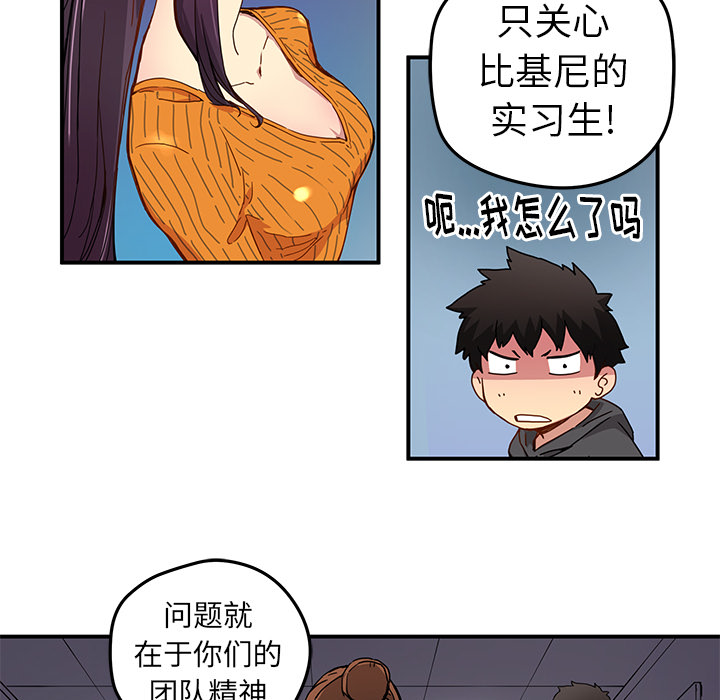 只关心
比基尼的
实习生!
呃...我怎么了吗
问题就
在于你们的
团队精神